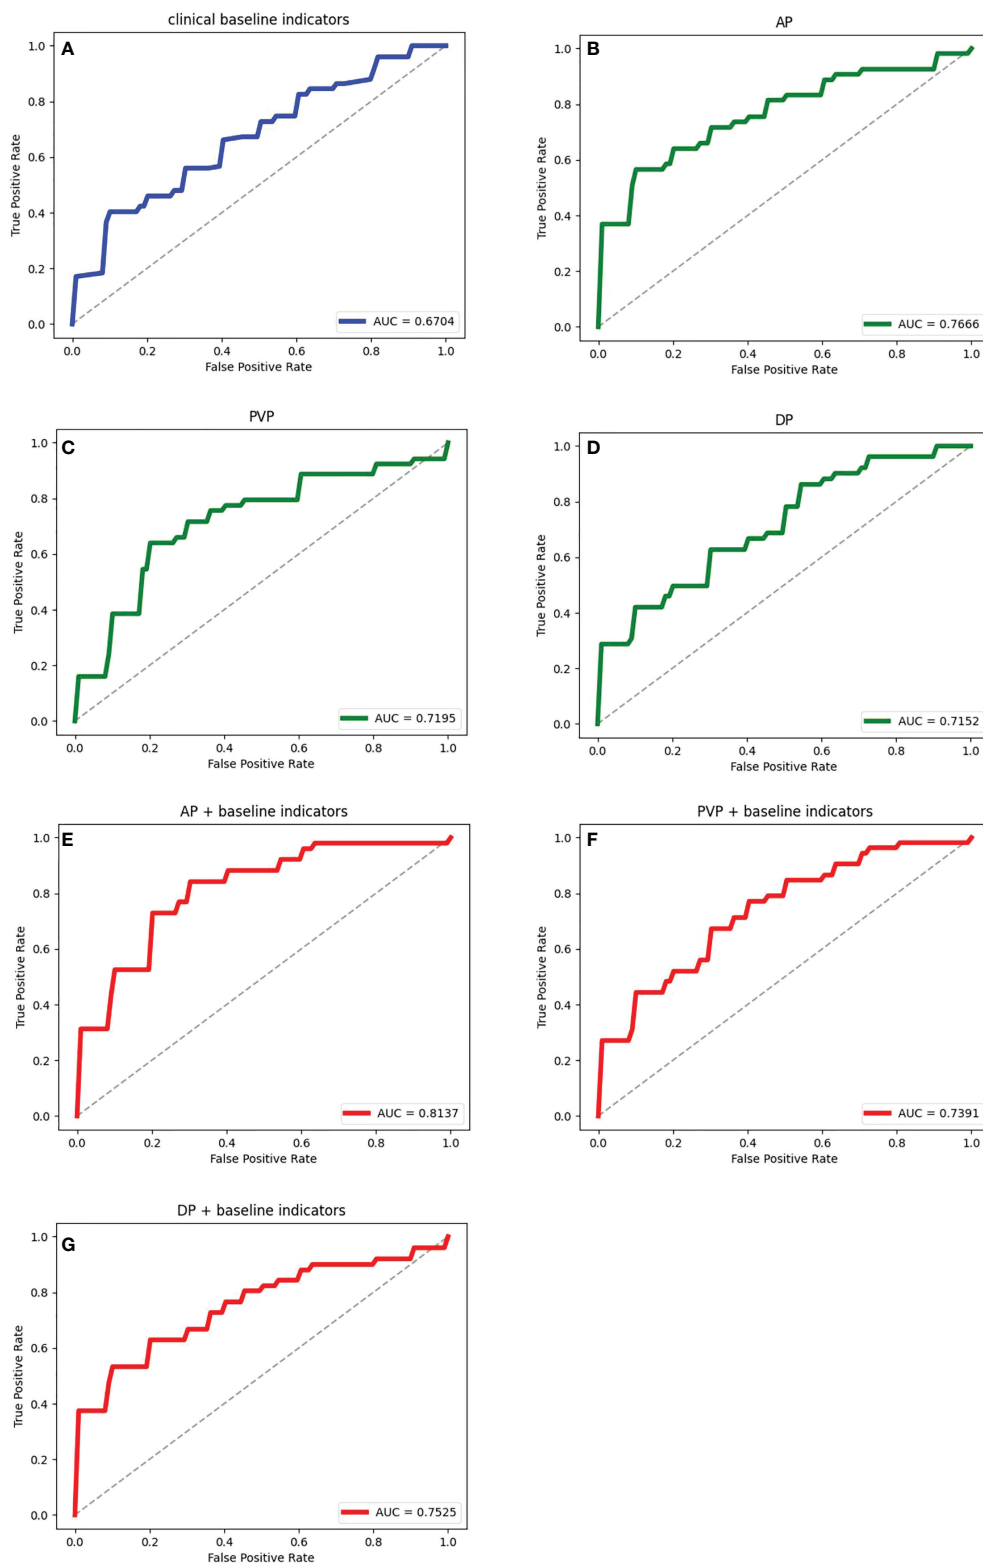 clinical baseline indicators
A
1.0
0.8
0.6
0.4
0.2
0.0
True Positive Rate
AUC = 0.6704
0.0 0.2 0.4 0.6 0.8 1.0
False Positive Rate
AP
B
1.0
0.8
0.6
0.4
0.2
0.0
True Positive Rate
AUC = 0.7666
0.0 0.2 0.4 0.6 0.8 1.0
False Positive Rate
PVP
C
1.0
0.8
0.6
0.4
0.2
0.0
True Positive Rate
AUC = 0.7195
0.0 0.2 0.4 0.6 0.8 1.0
False Positive Rate
DP
D
1.0
0.8
0.6
0.4
0.2
0.0
True Positive Rate
AUC = 0.7152
0.0 0.2 0.4 0.6 0.8 1.0
False Positive Rate
AP + baseline indicators
E
1.0
0.8
0.6
0.4
0.2
0.0
True Positive Rate
AUC = 0.8137
0.0 0.2 0.4 0.6 0.8 1.0
False Positive Rate
PVP + baseline indicators
F
1.0
0.8
0.6
0.4
0.2
0.0
True Positive Rate
AUC = 0.7391
0.0 0.2 0.4 0.6 0.8 1.0
False Positive Rate
DP + baseline indicators
G
1.0
0.8
0.6
0.4
0.2
0.0
True Positive Rate
AUC = 0.7525
0.0 0.2 0.4 0.6 0.8 1.0
False Positive Rate